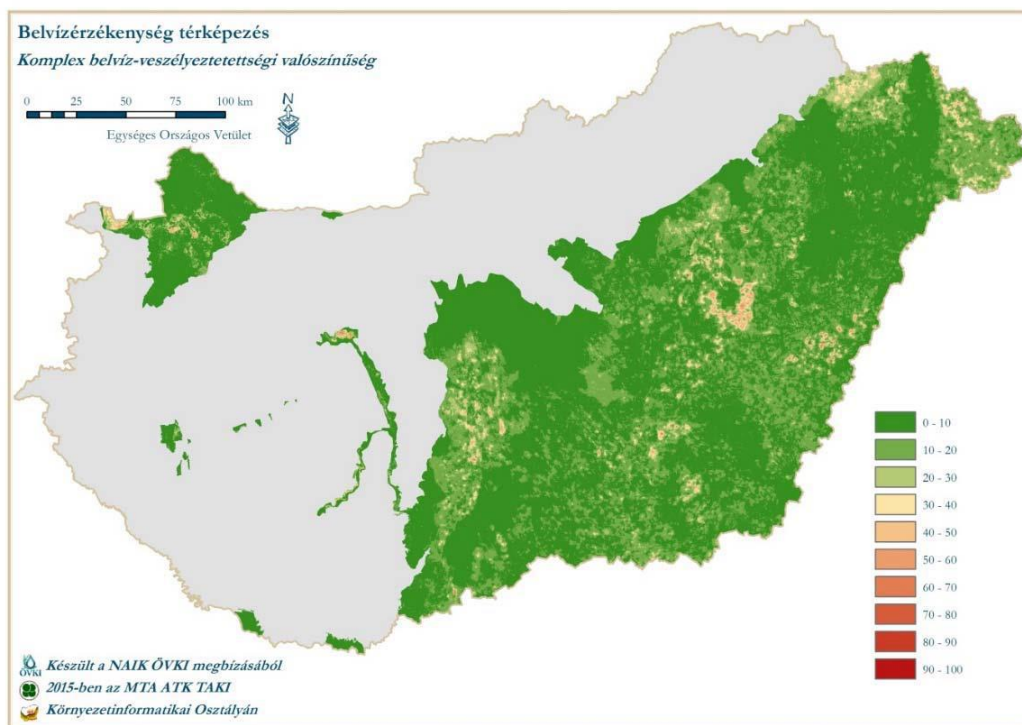 Belvízérzékenység térképezés
Komplex belvíz-veszélyeztetettségi valószínűség
0 25 50 75 100 km
N
Egységes Országos Vetület
0 - 10
10 - 20
20 - 30
30 - 40
40 - 50
50 - 60
60 - 70
70 - 80
80 - 90
90 - 100
ÖVKI
Készült a NAIK ÖVKI megbízásából
2015-ben az MTA ATK TAKI
Környezetinformatikai Osztályán